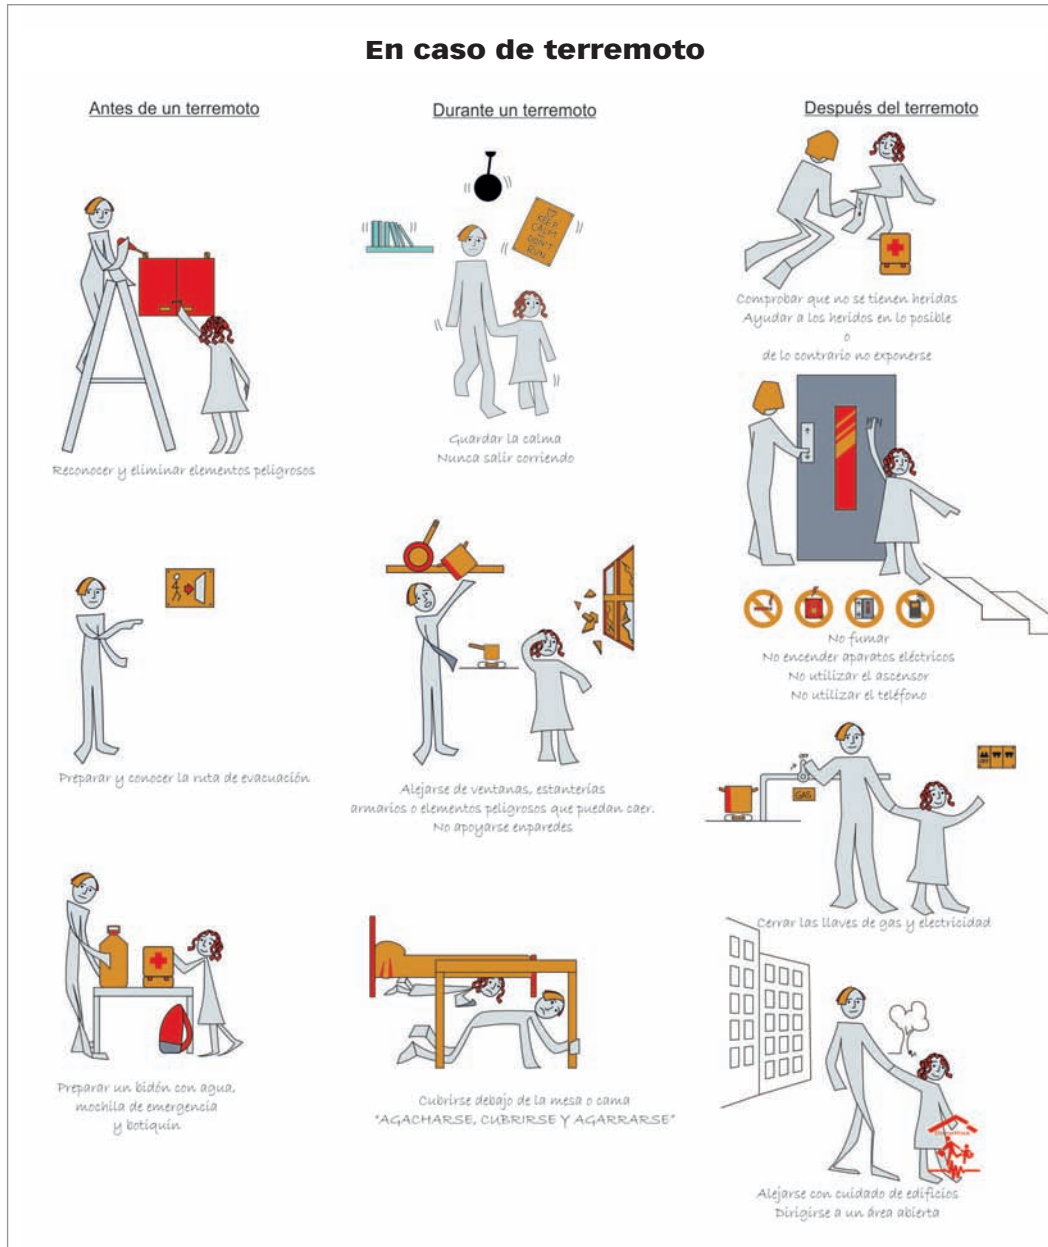 En caso de terremoto
Antes de un terremoto
Reconocer y eliminar elementos peligrosos
Preparar y conocer la ruta de evacuación
Preparar un bidón con agua,
mochila de emergencia
y botiquín
Durante un terremoto
KEEP
CALM
DON'T
RUN
Guardar la calma
Nunca salir corriendo
Alejarse de ventanas, estanterías
armarios o elementos peligrosos que puedan caer.
No apoyarse enparedes
Cubrirse debajo de la mesa o cama
"AGACHARSE, CUBRIRSE Y AGARRARSE"
Después del terremoto
Comprobar que no se tienen heridas
Ayudar a los heridos en lo posible
o
de lo contrario no exponerse
No fumar
No encender aparatos eléctricos
No utilizar el ascensor
No utilizar el teléfono
OFF
GAS
Cerrar las llaves de gas y electricidad
Alejarse con cuidado de edificios
Dirigirse a un área abierta